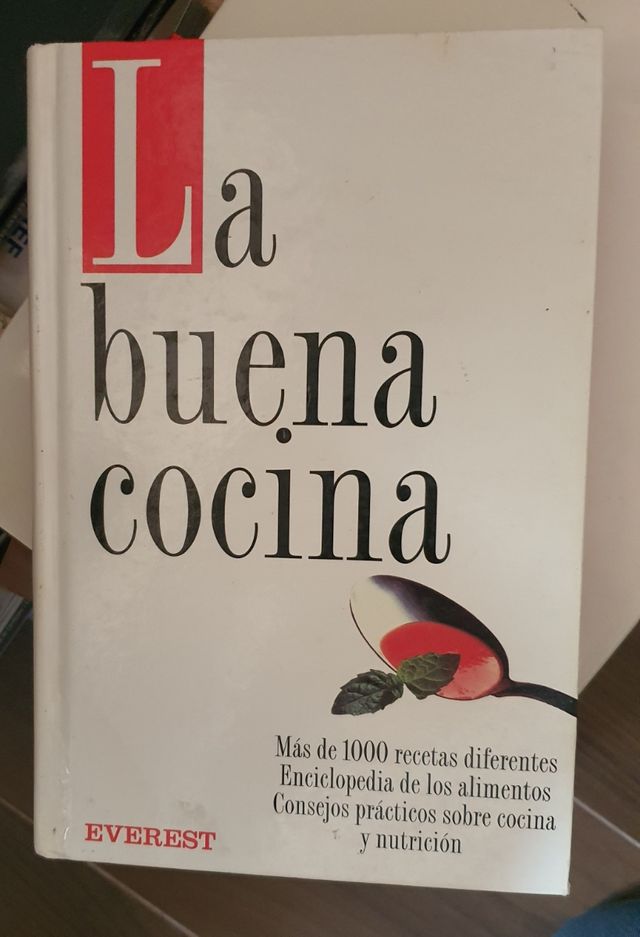 La
buena
cocina
Más de 1000 recetas diferentes
Enciclopedia de los alimentos
Consejos prácticos sobre cocina
y nutrición
EVEREST